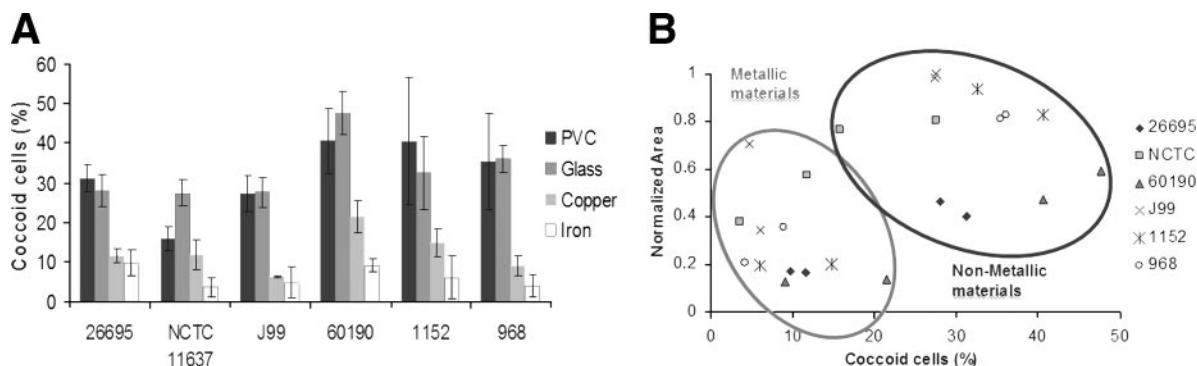 A
Coccoid cells (%)
60
50
40
30
20
10
0
26695
NCTC
11637
J99
60190
1152
968
PVC
Glass
Copper
Iron
B
Normalized Area
1
0.8
0.6
0.4
0.2
0
0
10
20
30
40
50
Coccoid cells (%)
Metallic
materials
Non-Metallic
materials
26695
NCTC
60190
J99
1152
968